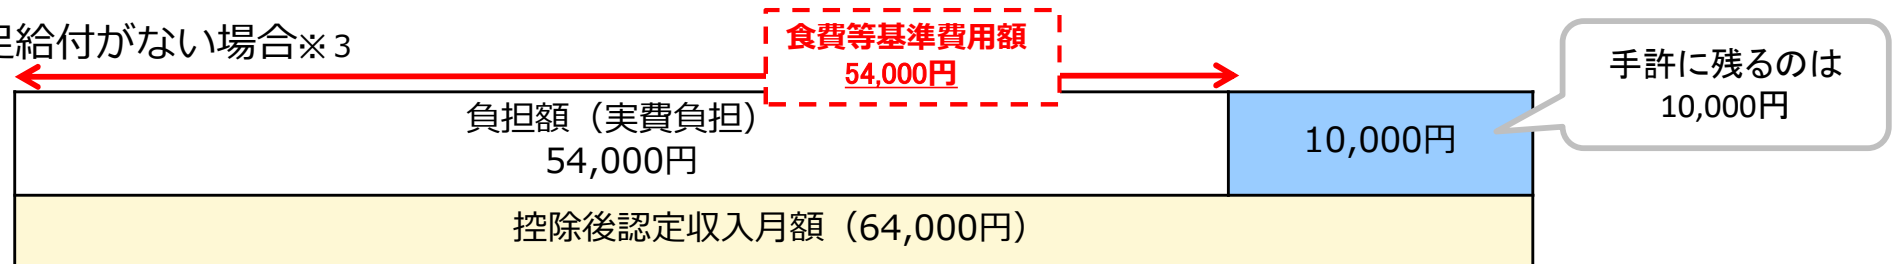 給付がない場合※3
食費等基準費用額
54,000円
手許に残るのは
10,000円
負担額（実費負担）
54,000円
10,000円
控除後認定収入月額（64,000円）